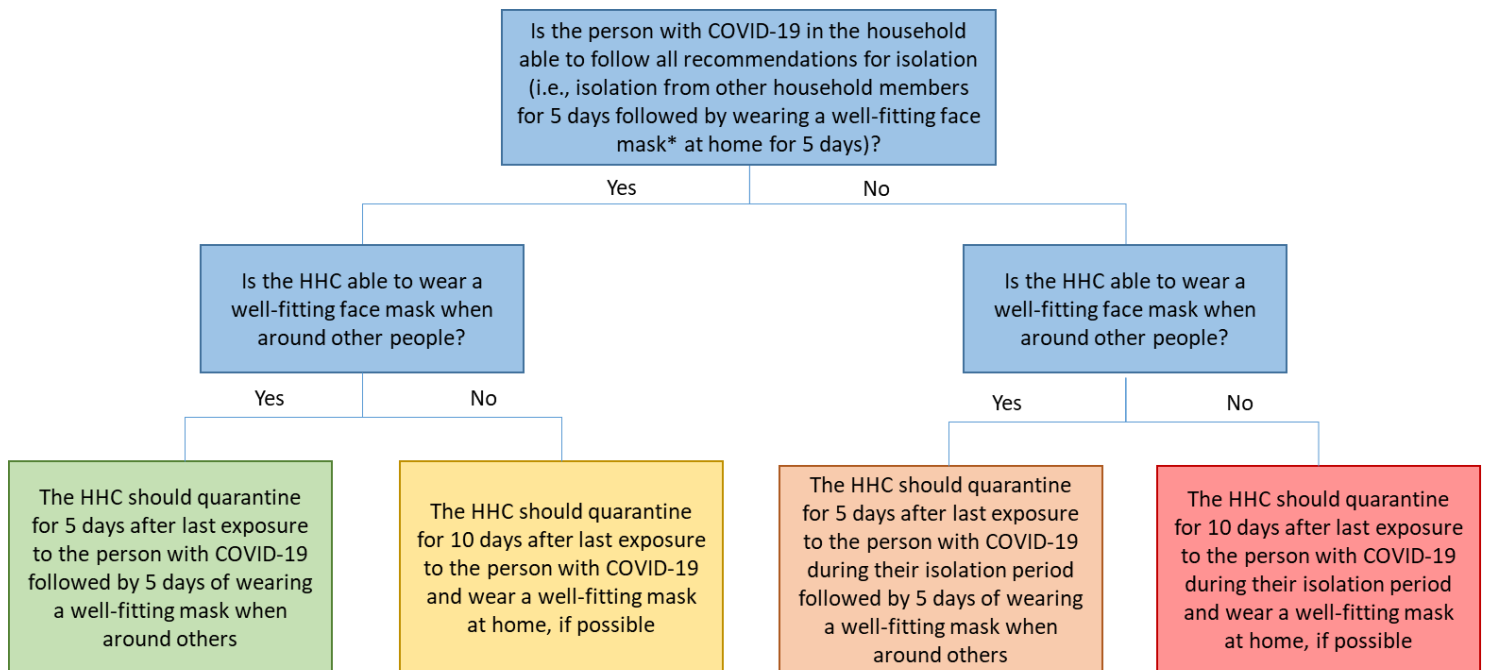 Is the person with COVID-19 in the household
able to follow all recommendations for isolation
(i.e., isolation from other household members
for 5 days followed by wearing a well-fitting face
mask* at home for 5 days)?
Yes
No
Is the HHC able to wear a
well-fitting face mask when
around other people?
Is the HHC able to wear a
well-fitting face mask when
around other people?
Yes
No
Yes
No
The HHC should quarantine
for 5 days after last exposure
to the person with COVID-19
followed by 5 days of wearing
a well-fitting mask when
around others
The HHC should quarantine
for 10 days after last exposure
to the person with COVID-19
and wear a well-fitting mask
at home, if possible
The HHC should quarantine
for 5 days after last exposure
to the person with COVID-19
during their isolation period
followed by 5 days of wearing
a well-fitting mask when
around others
The HHC should quarantine
for 10 days after last exposure
to the person with COVID-19
during their isolation period
and wear a well-fitting mask
at home, if possible